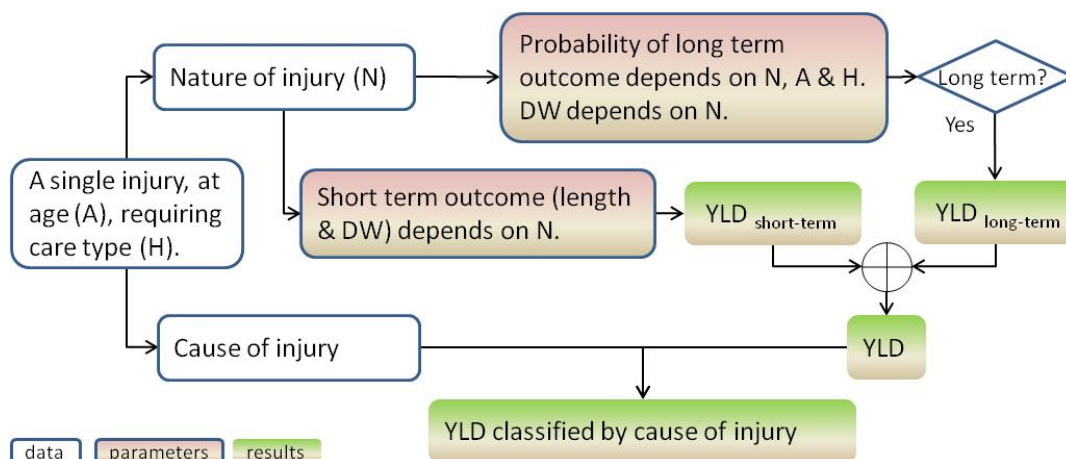 Nature of injury (N)
Probability of long term
outcome depends on N, A & H.
DW depends on N.
Long term?
Yes
A single injury, at
age (A), requiring
care type (H).
Short term outcome (length
& DW) depends on N.
YLD short-term
YLD long-term
Cause of injury
YLD
YLD classified by cause of injury
data
parameters
results